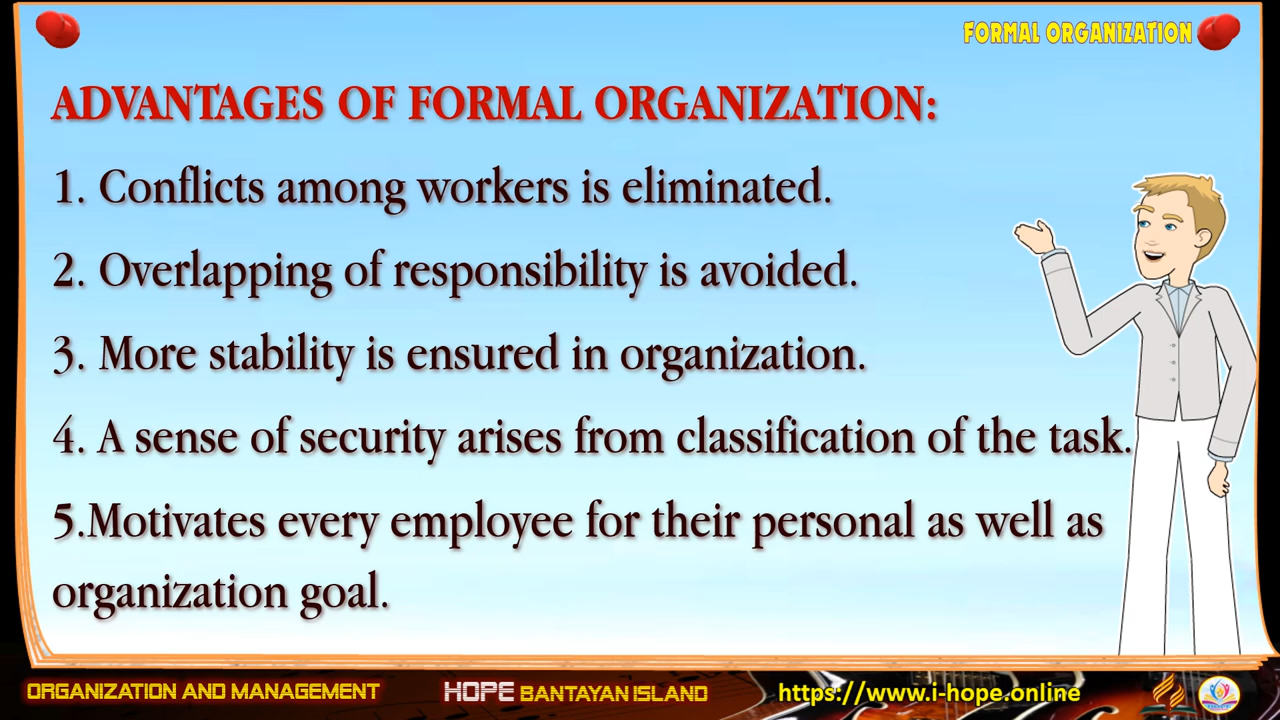 FORMAL ORGANIZATION
ADVANTAGES OF FORMAL ORGANIZATION:
1. Conflicts among workers is eliminated.
2. Overlapping of responsibility is avoided.
3. More stability is ensured in organization.
4. A sense of security arises from classification of the task.
5.Motivates every employee for their personal as well as
organization goal.
ORGANIZATION AND MANAGEMENT HOPE BANTAYAN ISLAND https://www.i-hope.online